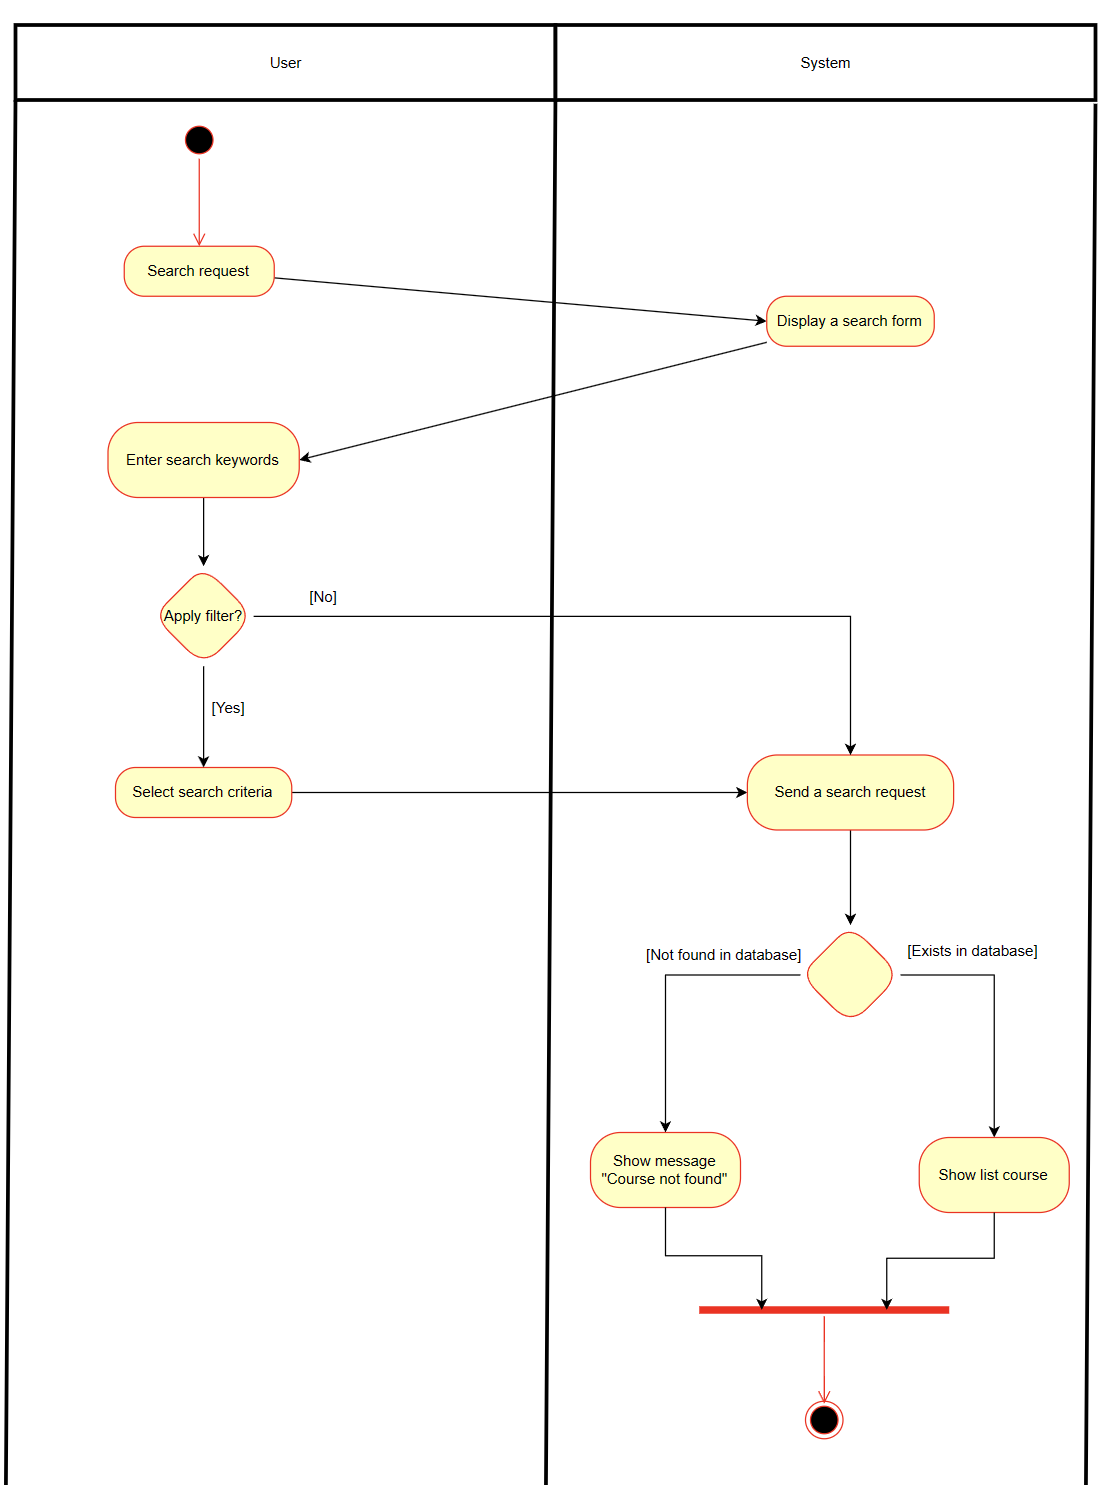 User
System
Search request
Display a search form
Enter search keywords
Apply filter?
[No]
[Yes]
Select search criteria
Send a search request
[Not found in database]
[Exists in database]
Show message
"Course not found"
Show list course